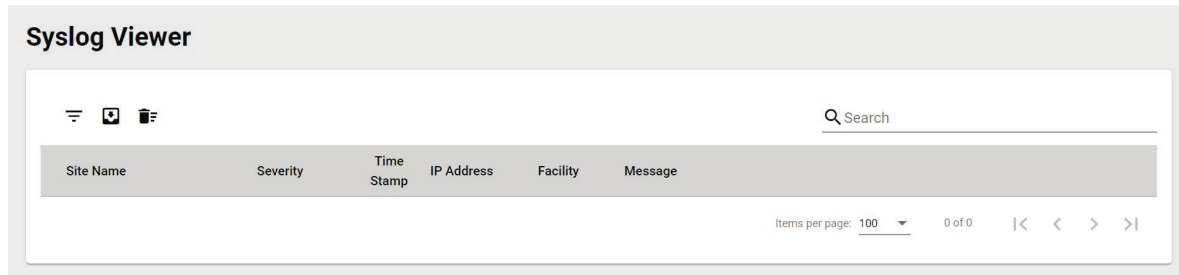 Syslog Viewer
Search
Site Name Severity Time Stamp IP Address Facility Message
Items per page: 100 0 of 0